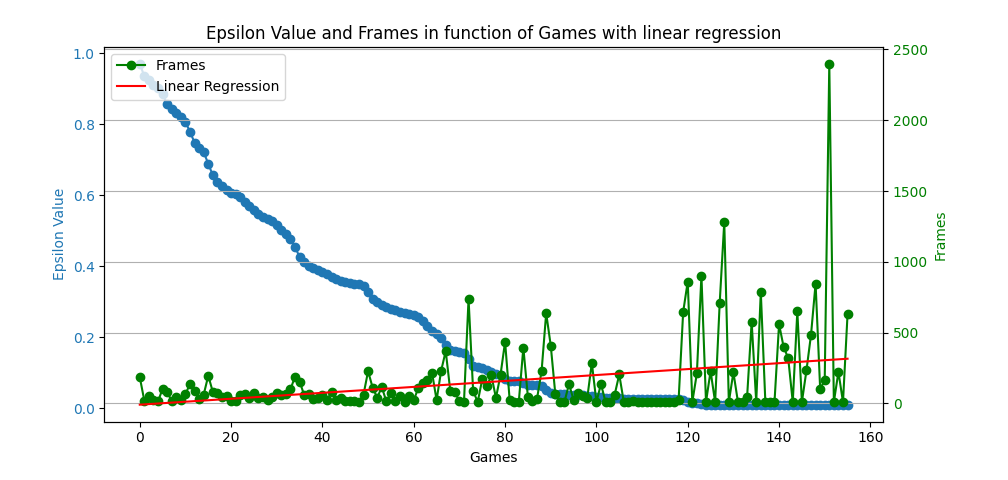 Epsilon Value and Frames in function of Games with linear regression
Frames
Linear Regression
Epsilon Value
1.0
0.8
0.6
0.4
0.2
0.0
2500
2000
1500
1000
500
0
Frames
0 20 40 60 80 100 120 140 160
Games